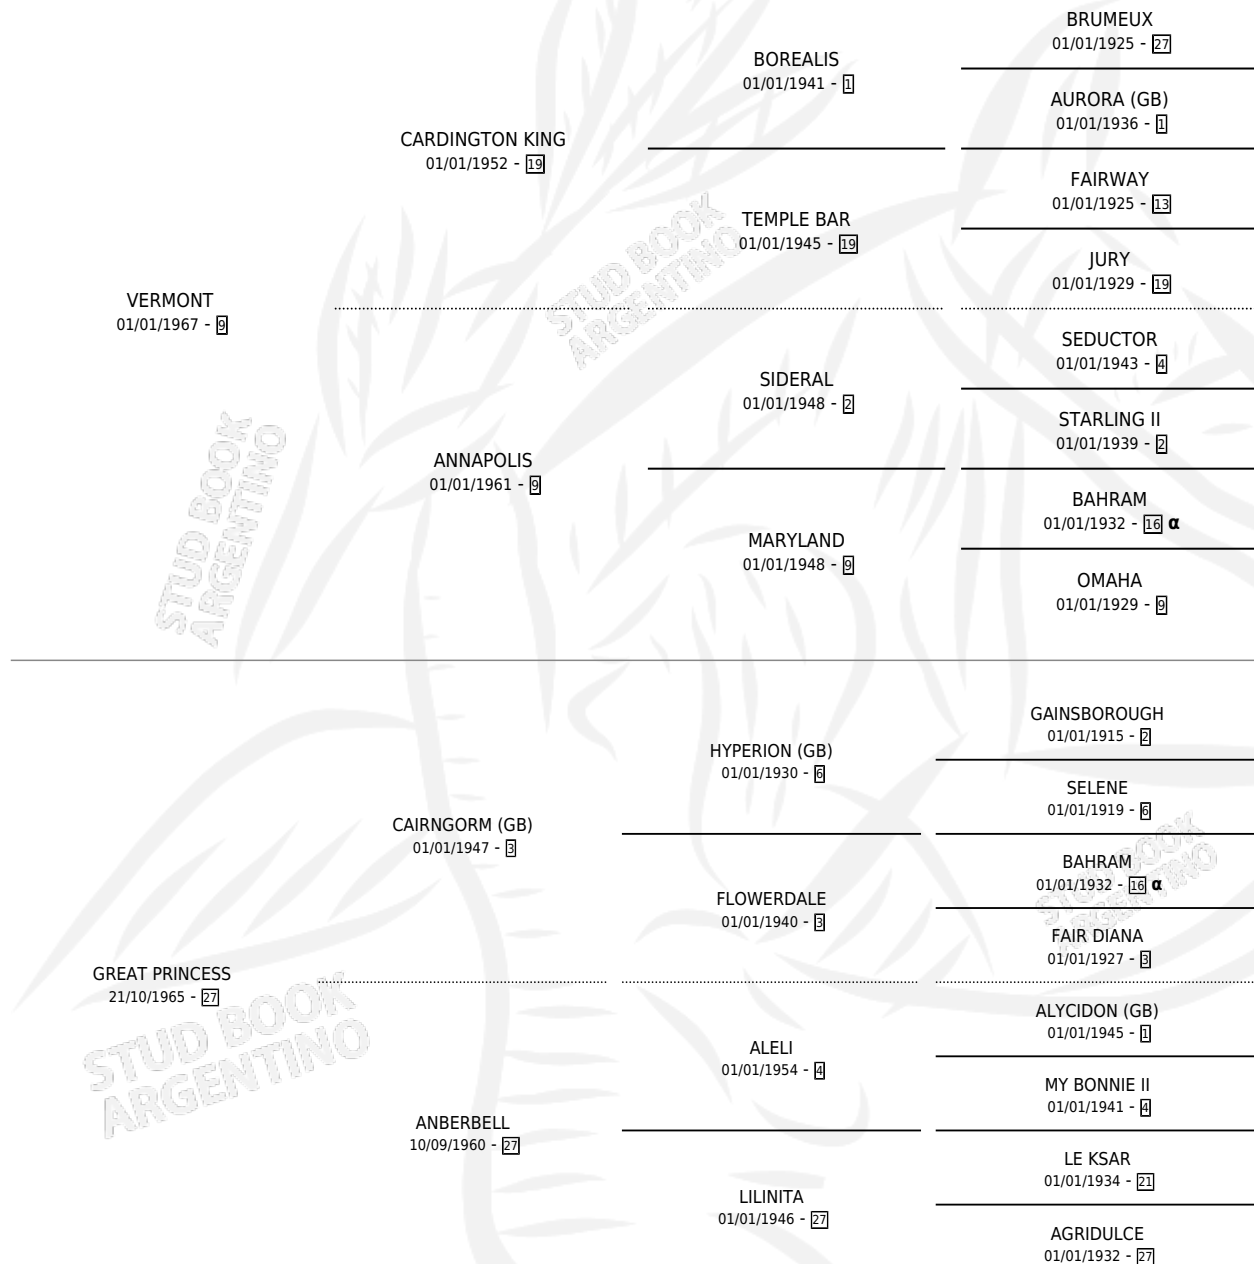 BRUMEUX
01/01/1925 - 27
BOREALIS
01/01/1941 - 1
AURORA (GB)
01/01/1936 - 1
CARDINGTON KING
01/01/1952 - 19
FAIRWAY
01/01/1925 - 13
TEMPLE BAR
01/01/1945 - 19
JURY
01/01/1929 - 19
VERMONT
01/01/1967 - 9
STUD BOOK
ARGENTINO
SEDUCTOR
01/01/1943 - 4
SIDERAL
01/01/1948 - 2
STARLING II
01/01/1939 - 2
ANNAPOLIS
01/01/1961 - 9
BAHRAM
01/01/1932 - 16 α
MARYLAND
01/01/1948 - 9
OMAHA
01/01/1929 - 9
STUD BOOK
ARGENTINO
GAINSBOROUGH
01/01/1915 - 2
HYPERION (GB)
01/01/1930 - 6
SELENE
01/01/1919 - 6
CAIRNGORM (GB)
01/01/1947 - 3
BAHRAM
01/01/1932 - 16 α
STUD BOOK
ARGENTINO
FLOWERDALE
01/01/1940 - 3
FAIR DIANA
01/01/1927 - 3
GREAT PRINCESS
21/10/1965 - 27
STUD BOOK
ARGENTINO
ALYCIDON (GB)
01/01/1945 - 1
ALELI
01/01/1954 - 4
MY BONNIE II
01/01/1941 - 4
ANBERBELL
10/09/1960 - 27
LE KSAR
01/01/1934 - 21
LILINITA
01/01/1946 - 27
AGRIDULCE
01/01/1932 - 27